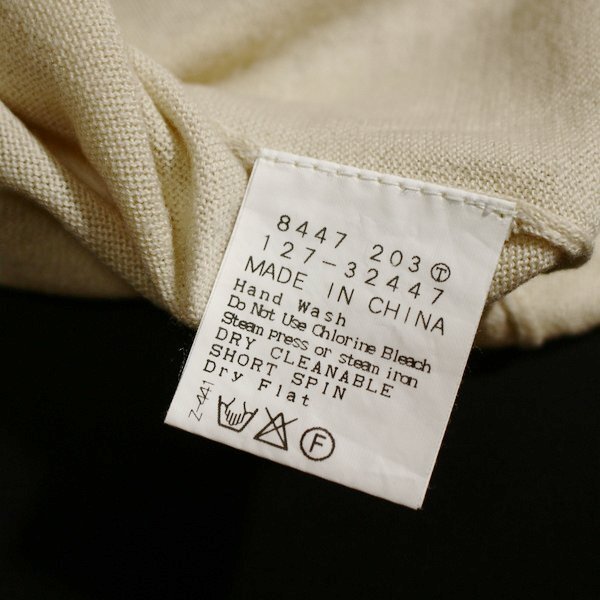 8447 203 Ⓣ
127-32447
MADE IN CHINA
Hand Wash
Do Not Use Chlorine Bleach
Steam press or steam iron
DRY CLEANABLE
SHORT SPIN
Dry Flat
Z-441
F